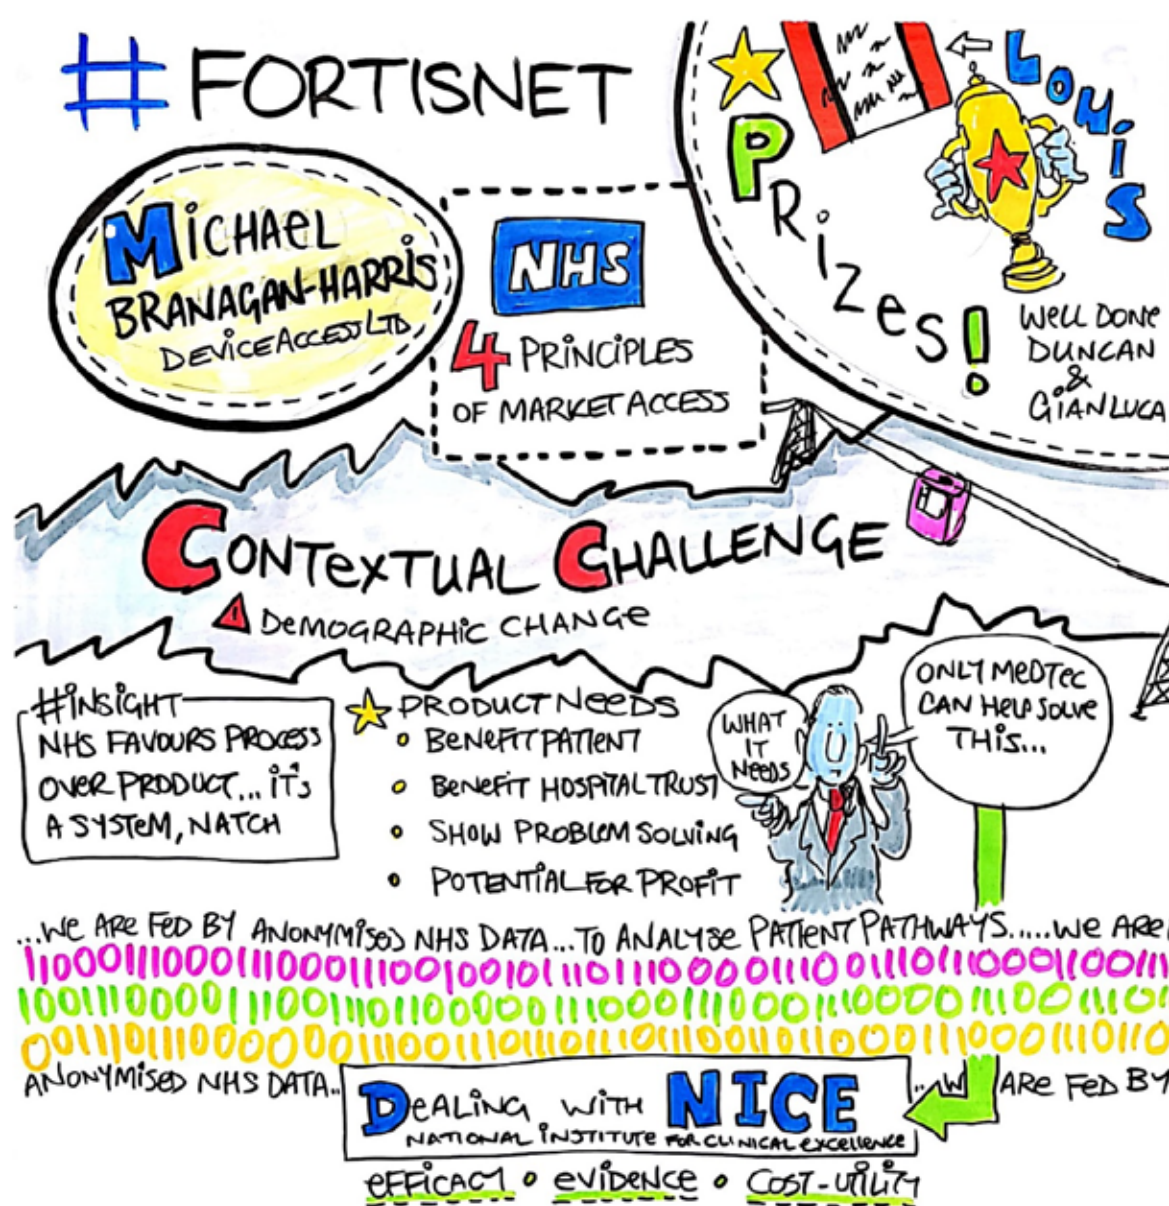 #FORTISNET
MICHAEL
BRANAGAN-HARRIS
DEVICE ACCESS LTD
NHS
4 PRINCIPLES
OF MARKET ACCESS
PRIZES!
WELL DONE
DUNCAN
&
GIANLUCA
CONTEXTUAL CHALLENGE
DEMOGRAPHIC CHANGE
#INSIGHT
NHS FAVOURS PROCESS
OVER PRODUCT... IT'S
A SYSTEM, NATCH
PRODUCT NEEDS
BENEFIT PATIENT
BENEFIT HOSPITAL TRUST
SHOW PROBLEM SOLVING
POTENTIAL FOR PROFIT
WHAT
IT
NEEDS
ONLY MEDTEC
CAN HELP SOLVE
THIS...
...WE ARE FED BY ANONYMISED NHS DATA...TO ANALYSE PATIENT PATHWAYS.....WE ARE
ANONYMISED NHS DATA.. ...WE ARE FED BY
DEALING WITH NICE
NATIONAL INSTITUTE FOR CLINICAL EXCELLENCE
EFFICACY • EVIDENCE • COST-UTILITY